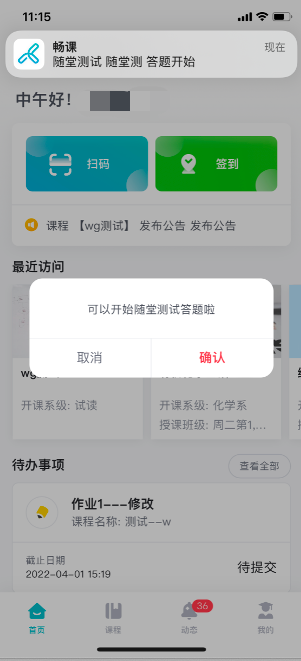 11:15
畅课
现在
随堂测试 随堂测 答题开始
中午好！
扫码
签到
课程 【wg测试】 发布公告 发布公告
最近访问
可以开始随堂测试答题啦
取消
确认
开课系级: 试读
开课系级: 化学系
授课班级: 周二第1,...
待办事项
查看全部
作业1---修改
课程名称: 测试--w
截止日期
2022-04-01 15:19
待提交
36
首页
课程
动态
我的